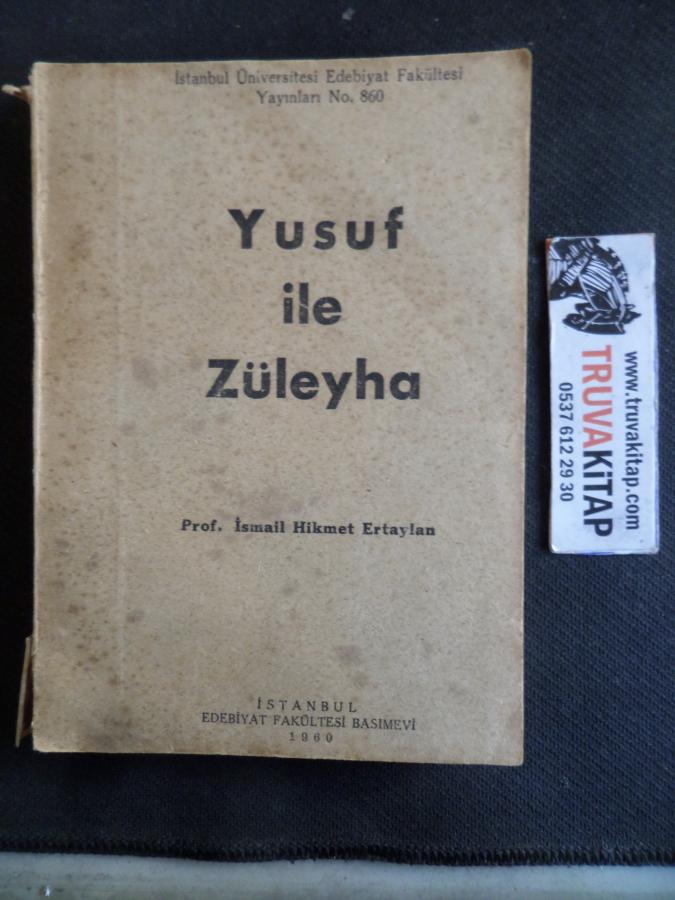 İstanbul Üniversitesi Edebiyat Fakültesi
Yayınları No. 860
Yusuf
ile
Züleyha
Prof. İsmail Hikmet Ertaylan
İSTANBUL
EDEBİYAT FAKÜLTESİ BASIMEVİ
1960
www.truvakitap.com
TRUVAKiTAP
0537 612 29 30